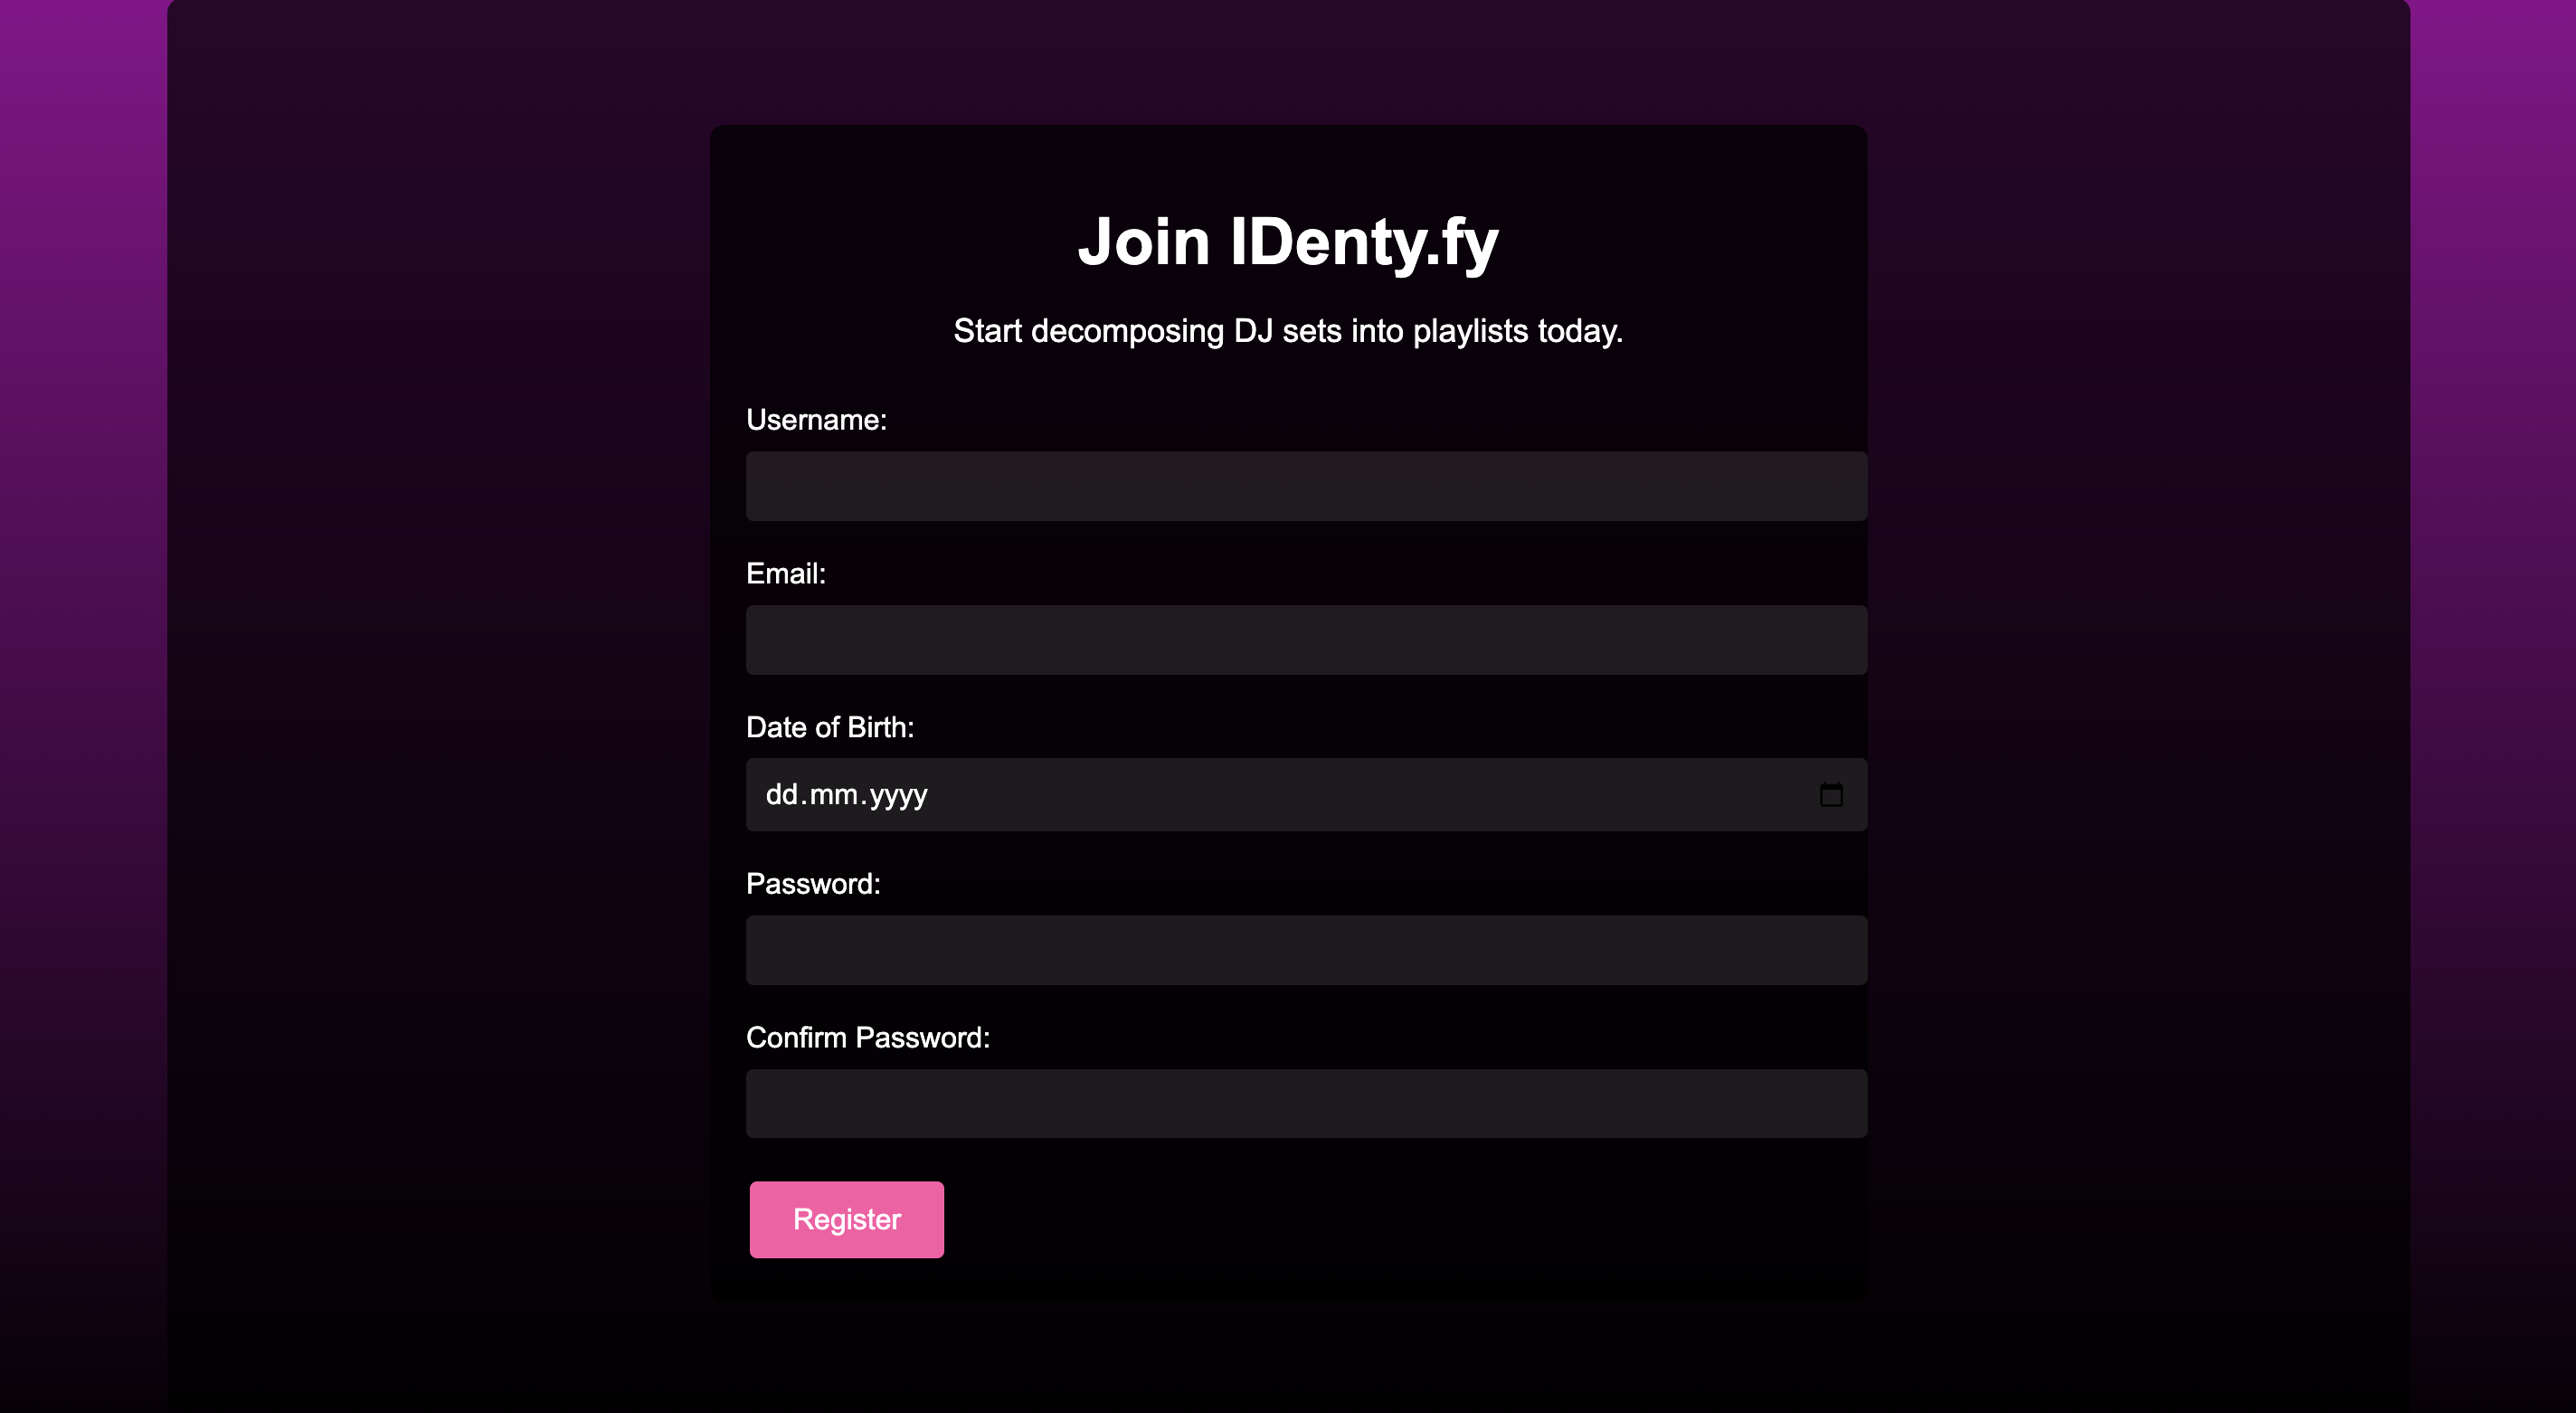 Join IDenty.fy
Start decomposing DJ sets into playlists today.
Username:
Email:
Date of Birth:
dd.mm.yyyy
Password:
Confirm Password:
Register